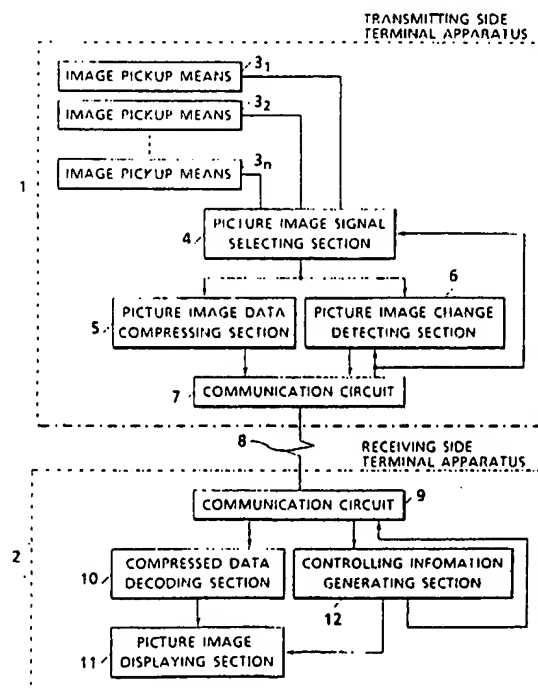 TRANSMITTING SIDE
TERMINAL APPARATUS
IMAGE PICKUP MEANS
3₁
IMAGE PICKUP MEANS
3₂
IMAGE PICKUP MEANS
3n
1
PICTURE IMAGE SIGNAL
SELECTING SECTION
4
6
PICTURE IMAGE DATA
COMPRESSING SECTION
5
PICTURE IMAGE CHANGE
DETECTING SECTION
COMMUNICATION CIRCUIT
7
8
RECEIVING SIDE
TERMINAL APPARATUS
COMMUNICATION CIRCUIT
9
2
COMPRESSED DATA
DECODING SECTION
10
CONTROLLING INFOMATION
GENERATING SECTION
12
PICTURE IMAGE
DISPLAYING SECTION
11